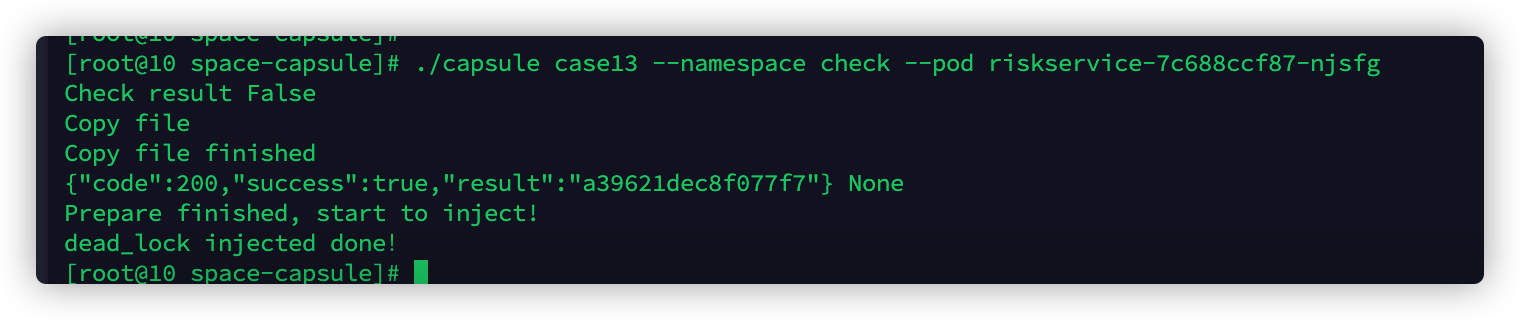 [root@10 space-capsule]#
[root@10 space-capsule]# ./capsule case13 --namespace check --pod riskservice-7c688ccf87-njsfg
Check result False
Copy file
Copy file finished
{"code":200,"success":true,"result":"a39621dec8f077f7"} None
Prepare finished, start to inject!
dead_lock injected done!
[root@10 space-capsule]#